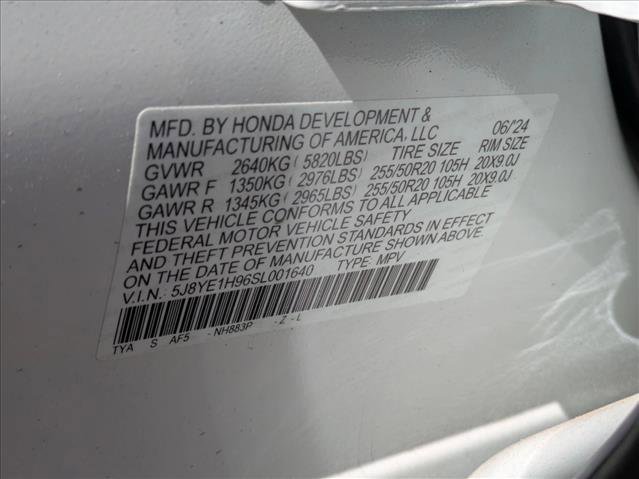 MFD. BY HONDA DEVELOPMENT &
MANUFACTURING OF AMERICA, LLC 06/'24
GVWR 2640KG ( 5820LBS) TIRE SIZE RIM SIZE
GAWR F 1350KG ( 2976LBS) 255/50R20 105H 20X9.0J
GAWR R 1345KG ( 2965LBS) 255/50R20 105H 20X9.0J
THIS VEHICLE CONFORMS TO ALL APPLICABLE
FEDERAL MOTOR VEHICLE SAFETY
AND THEFT PREVENTION STANDARDS IN EFFECT
ON THE DATE OF MANUFACTURE SHOWN ABOVE.
V.I.N.: 5J8YE1H96SL001640 TYPE: MPV
TYA S AF5 -NH883P -Z -L